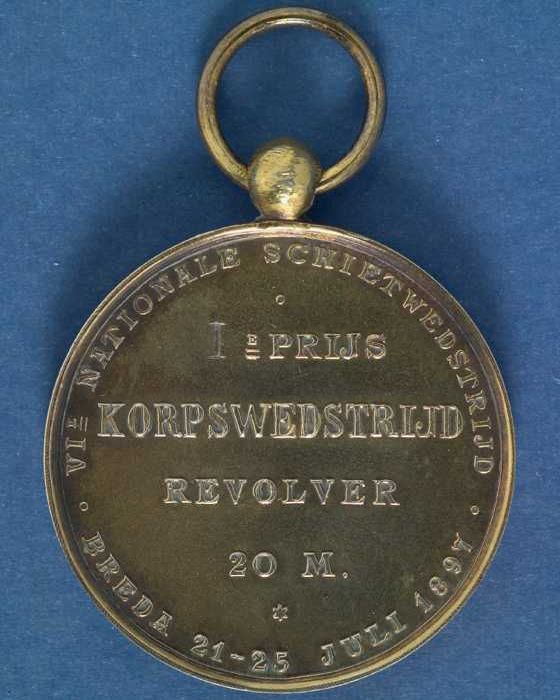 VIE NATIONALE SCHIETWEDSTRIJD
IE PRIJS
KORPSWEDSTRIJD
REVOLVER
20 M.
BREDA 21-25 JULI 1897